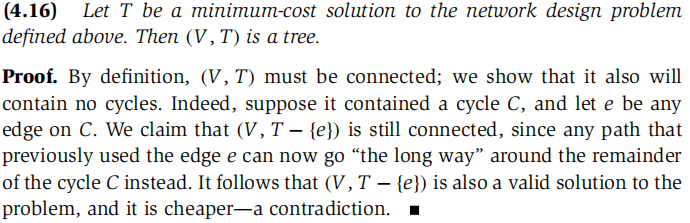 (4.16) Let T be a minimum-cost solution to the network design problem
defined above. Then (V, T) is a tree.
Proof. By definition, (V, T) must be connected; we show that it also will
contain no cycles. Indeed, suppose it contained a cycle C, and let e be any
edge on C. We claim that (V, T − {e}) is still connected, since any path that
previously used the edge e can now go “the long way” around the remainder
of the cycle C instead. It follows that (V, T − {e}) is also a valid solution to the
problem, and it is cheaper—a contradiction. ■